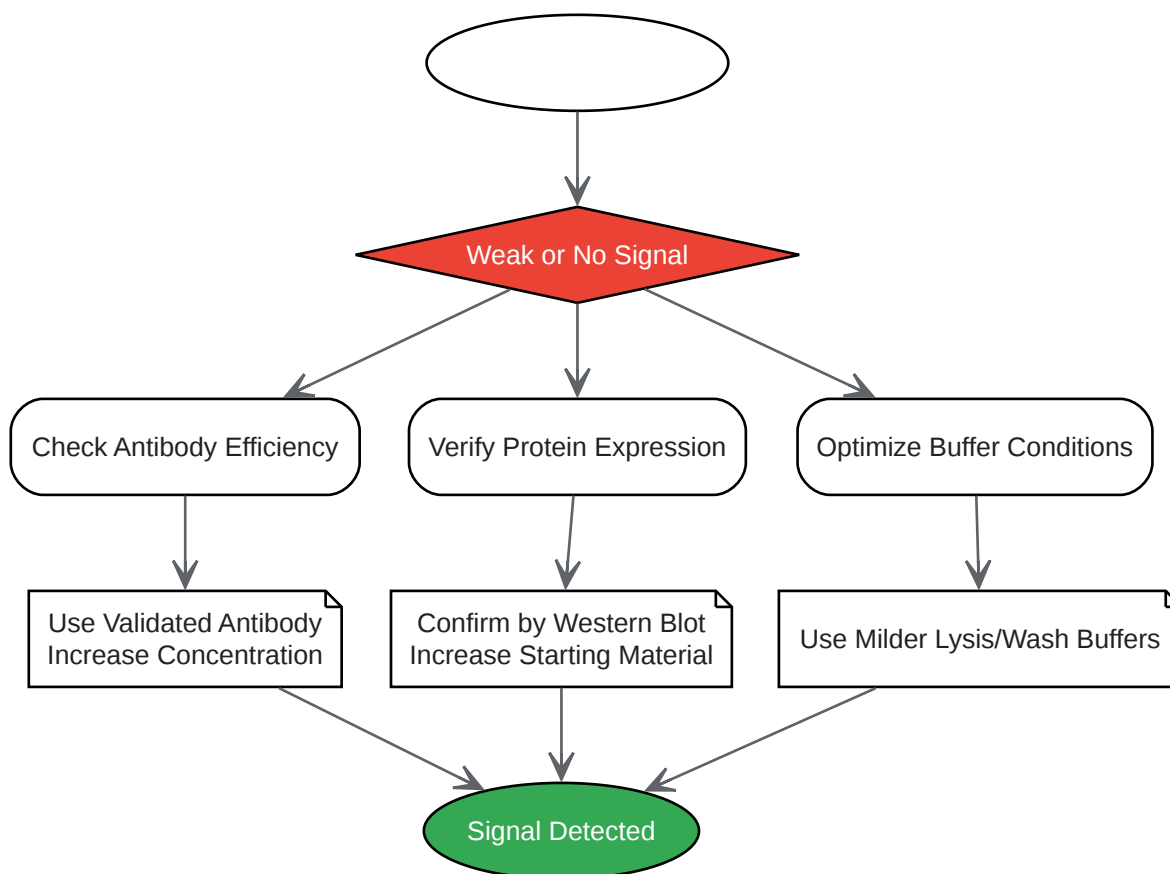 Weak or No Signal
Check Antibody Efficiency
Verify Protein Expression
Optimize Buffer Conditions
Use Validated Antibody
Increase Concentration
Confirm by Western Blot
Increase Starting Material
Use Milder Lysis/Wash Buffers
Signal Detected